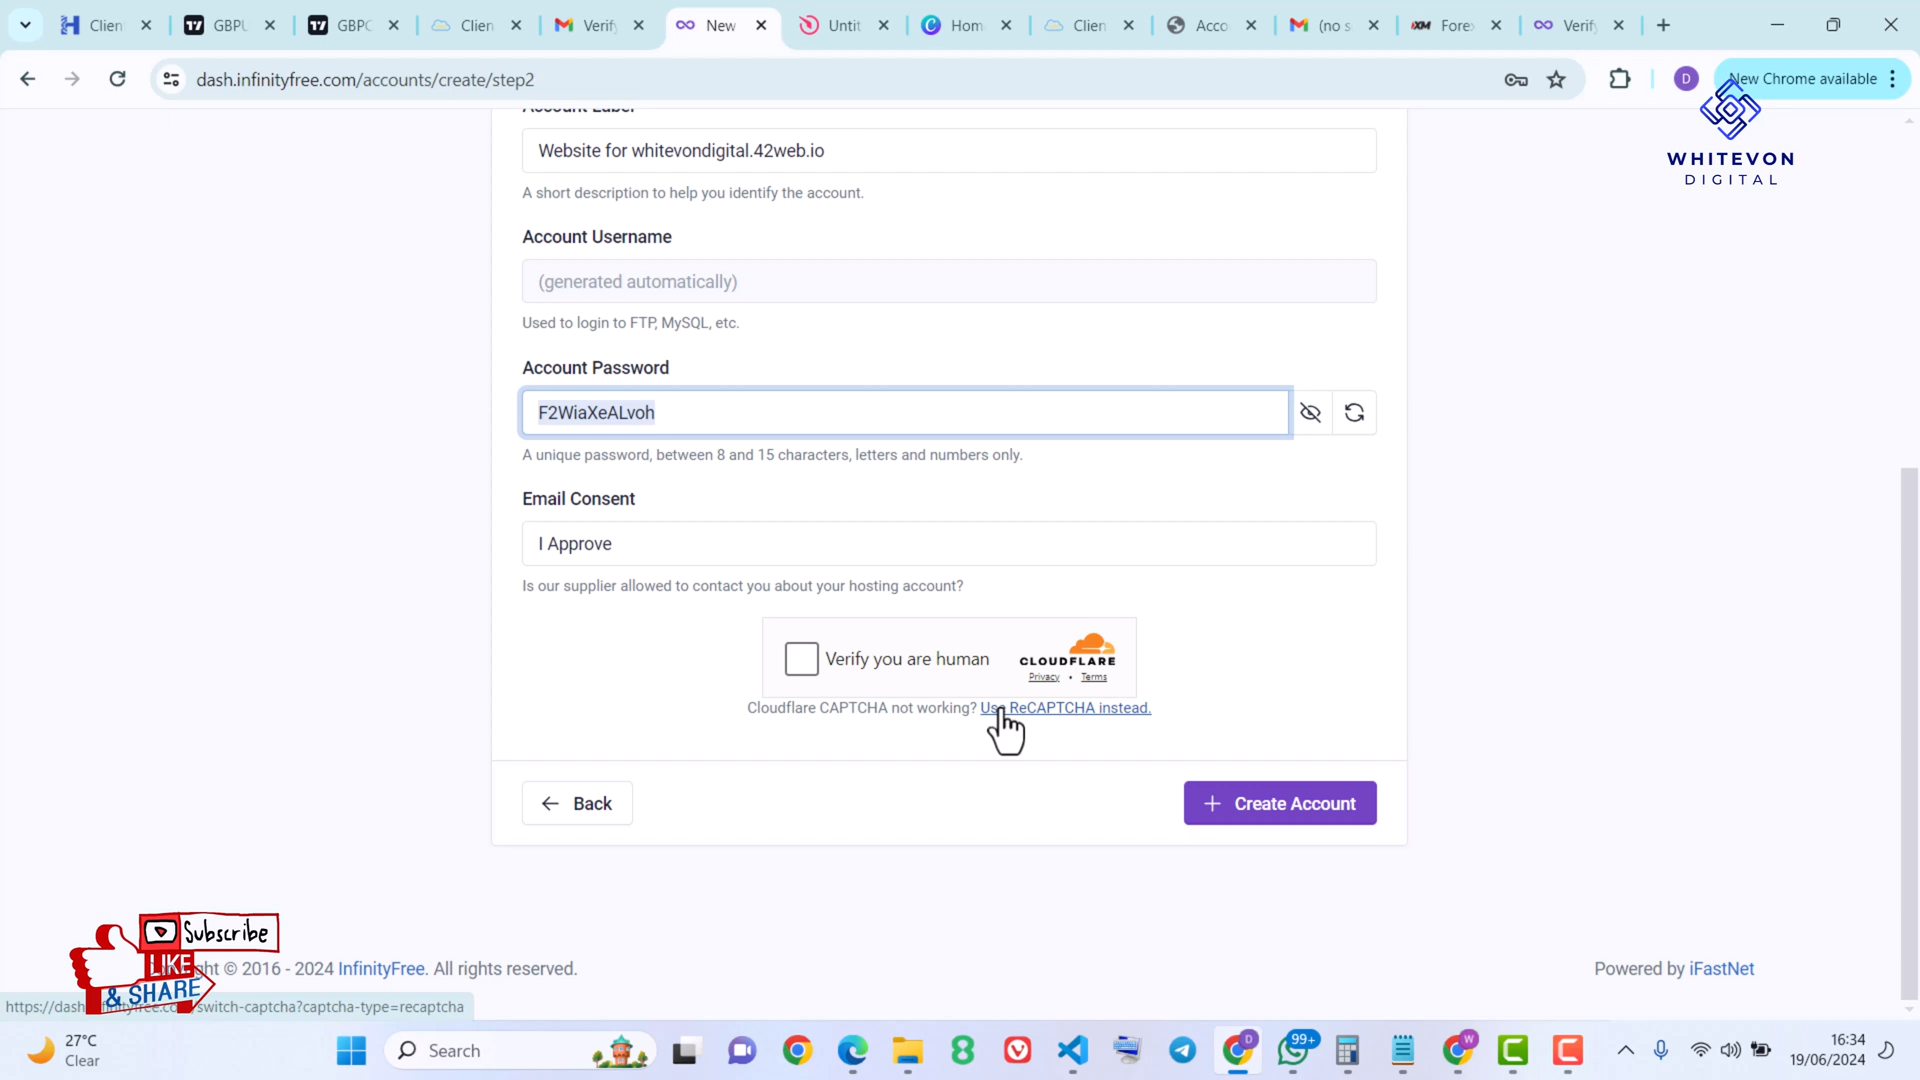 Clien
GBPU
GBPC
Clien
Verify
New
Untit
Hom
Clien
Acco
(no s
Forex
Verify
dash.infinityfree.com/accounts/create/step2
D
New Chrome available
WHITEVON
DIGITAL
Account Label
Website for whitevondigital.42web.io
A short description to help you identify the account.
Account Username
(generated automatically)
Used to login to FTP, MySQL, etc.
Account Password
F2WiaXeALvoh
A unique password, between 8 and 15 characters, letters and numbers only.
Email Consent
I Approve
Is our supplier allowed to contact you about your hosting account?
Verify you are human
CLOUDFLARE
Privacy • Terms
Cloudflare CAPTCHA not working? Use ReCAPTCHA instead.
Back
Create Account
Subscribe
LIKE
& SHARE
ght © 2016 - 2024 InfinityFree. All rights reserved.
Powered by iFastNet
switch-captcha?captcha-type=recaptcha
27°C
Clear
Search
99+
16:34
19/06/2024